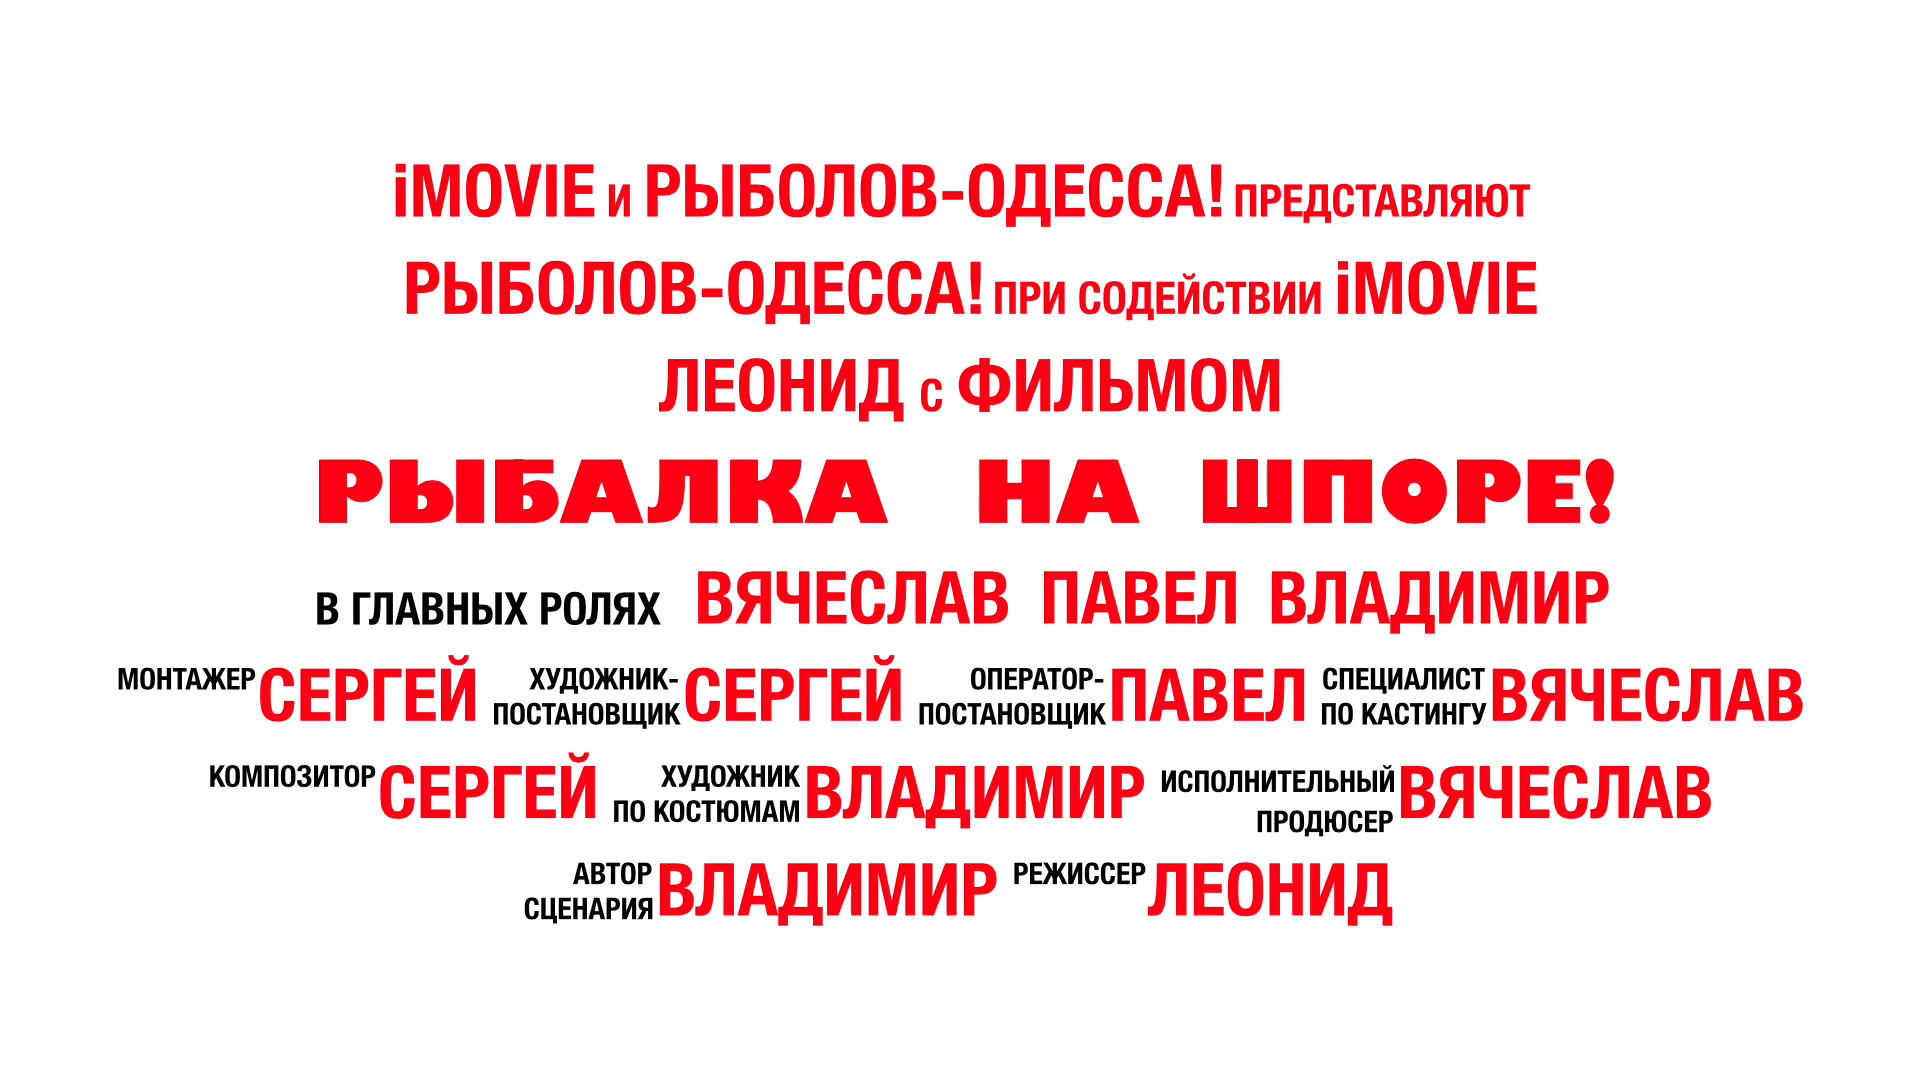 iMOVIE и РЫБОЛОВ-ОДЕССА! ПРЕДСТАВЛЯЮТ
РЫБОЛОВ-ОДЕССА! ПРИ СОДЕЙСТВИИ iMOVIE
ЛЕОНИД с ФИЛЬМОМ
РЫБАЛКА НА ШПОРЕ!
В ГЛАВНЫХ РОЛЯХ ВЯЧЕСЛАВ ПАВЕЛ ВЛАДИМИР
МОНТАЖЕР СЕРГЕЙ ХУДОЖНИК-ПОСТАНОВЩИК СЕРГЕЙ ОПЕРАТОР-ПОСТАНОВЩИК ПАВЕЛ СПЕЦИАЛИСТ ПО КАСТИНГУ ВЯЧЕСЛАВ
КОМПОЗИТОР СЕРГЕЙ ХУДОЖНИК ПО КОСТЮМАМ ВЛАДИМИР ИСПОЛНИТЕЛЬНЫЙ ПРОДЮСЕР ВЯЧЕСЛАВ
АВТОР СЦЕНАРИЯ ВЛАДИМИР РЕЖИССЕР ЛЕОНИД